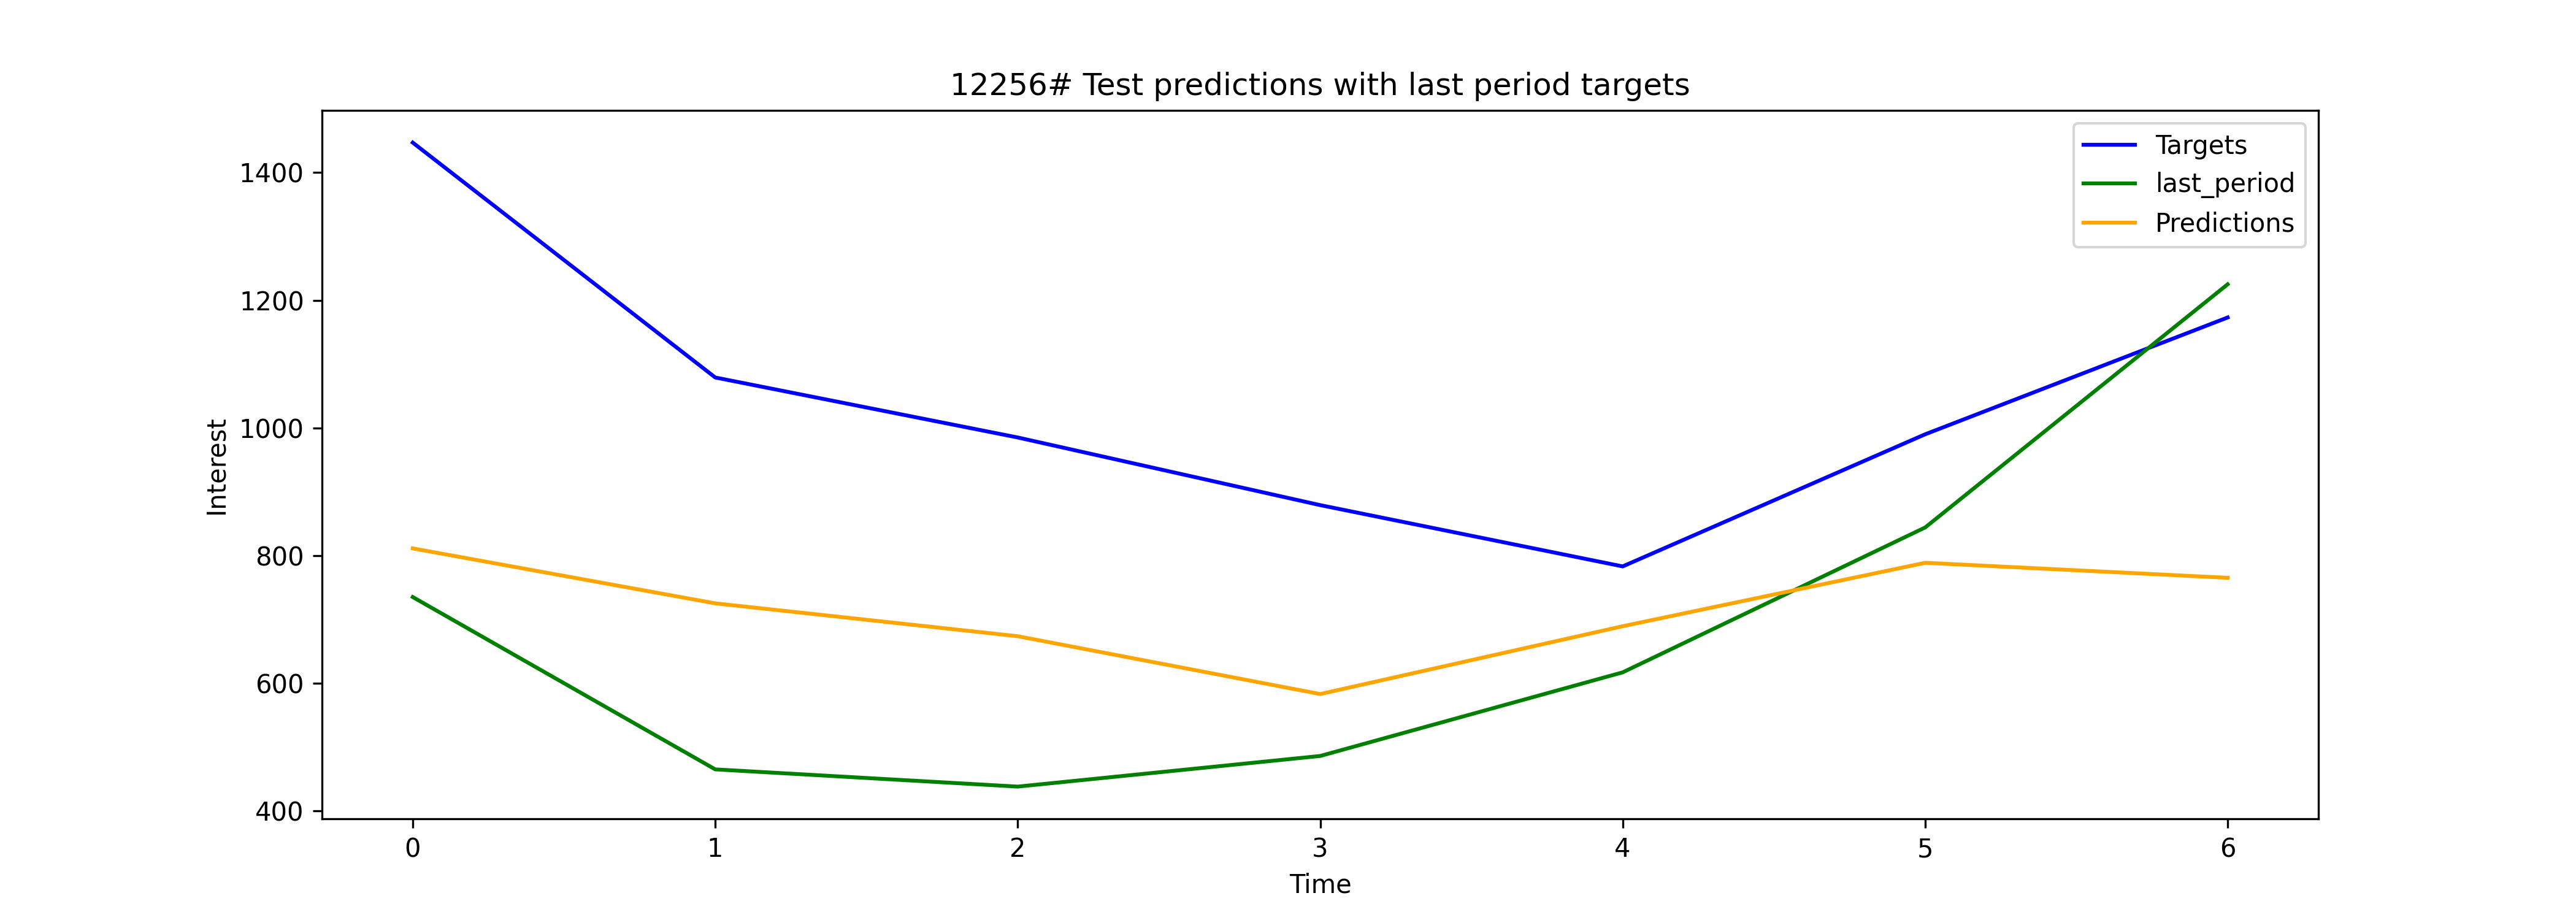 12256# Test predictions with last period targets
Targets
last_period
Predictions
1400
1200
1000
800
600
400
Interest
0 1 2 3 4 5 6
Time